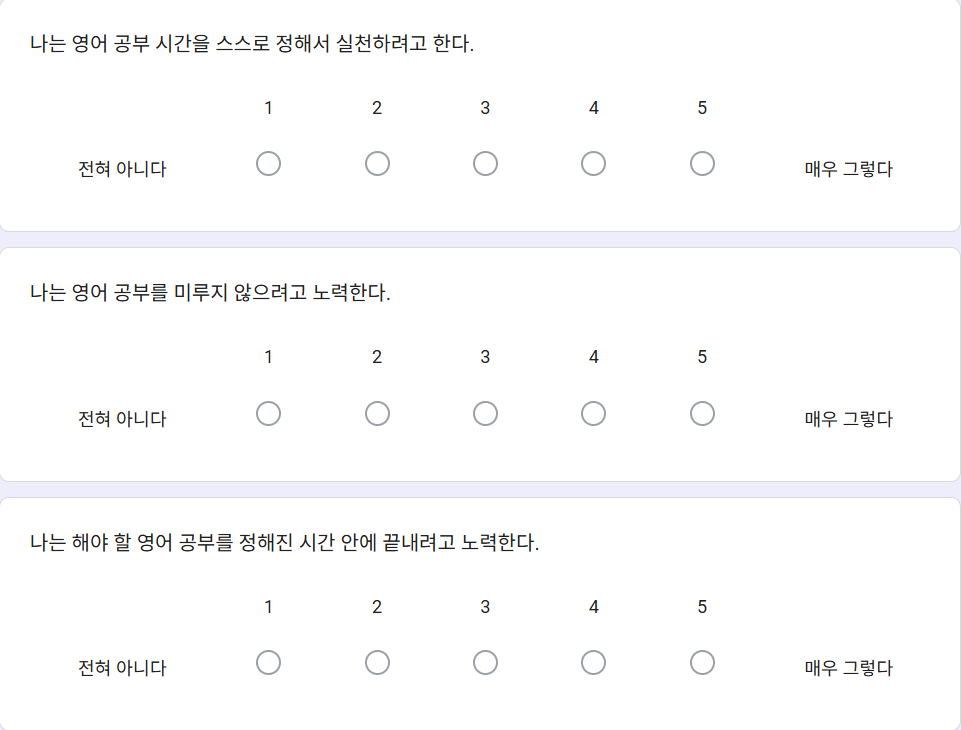 나는 영어 공부 시간을 스스로 정해서 실천하려고 한다.
1 2 3 4 5
전혀 아니다 매우 그렇다
나는 영어 공부를 미루지 않으려고 노력한다.
1 2 3 4 5
전혀 아니다 매우 그렇다
나는 해야 할 영어 공부를 정해진 시간 안에 끝내려고 노력한다.
1 2 3 4 5
전혀 아니다 매우 그렇다